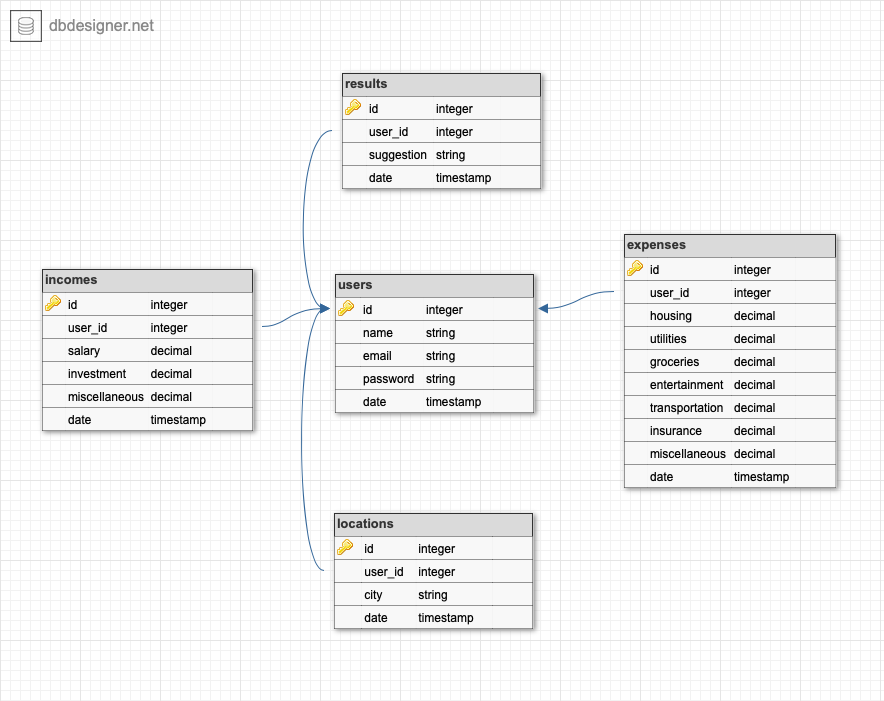 dbdesigner.net
results
id integer
user_id integer
suggestion string
date timestamp
expenses
id integer
user_id integer
housing decimal
utilities decimal
groceries decimal
entertainment decimal
transportation decimal
insurance decimal
miscellaneous decimal
date timestamp
incomes
id integer
user_id integer
salary decimal
investment decimal
miscellaneous decimal
date timestamp
users
id integer
name string
email string
password string
date timestamp
locations
id integer
user_id integer
city string
date timestamp